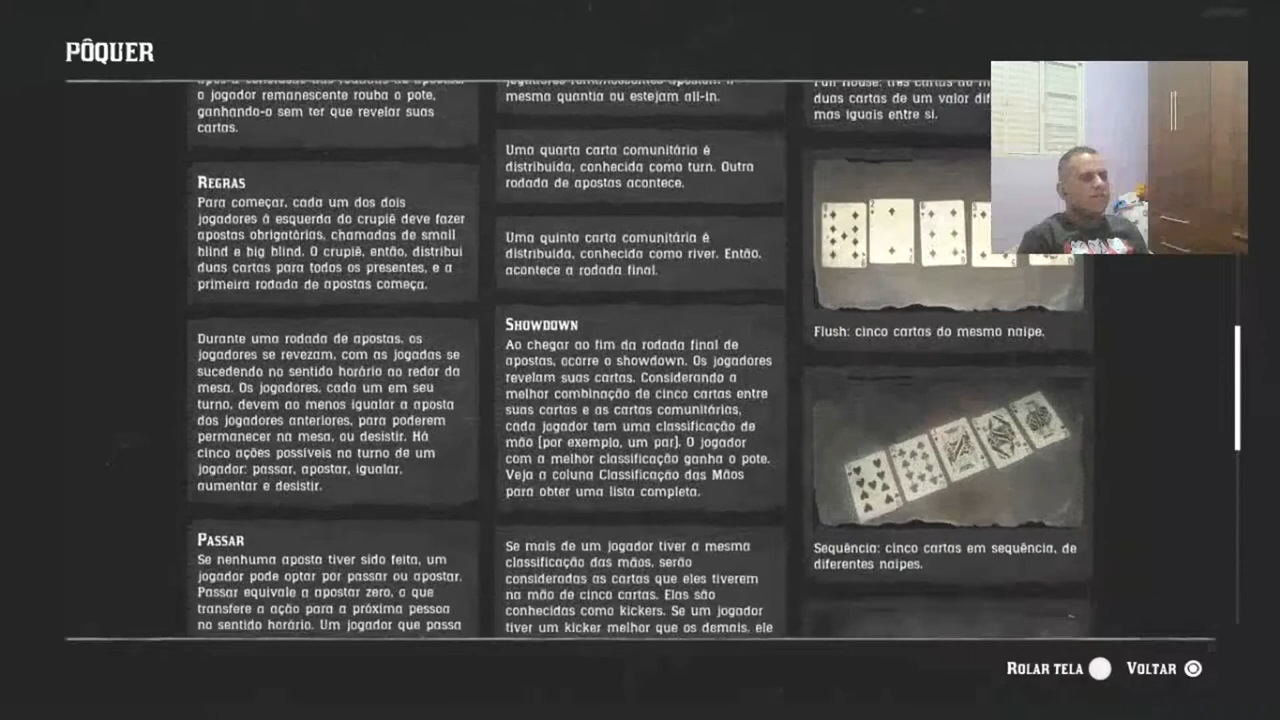 PÔQUER
o jogador remanescente rouba o pote,
ganhando-o sem ter que revelar suas
cartas.
REGRAS
Para começar, cada um dos dois
jogadores à esquerda do crupiê deve fazer
apostas obrigatórias, chamadas de small
blind e big blind. O crupiê, então, distribui
duas cartas para todos os presentes, e a
primeira rodada de apostas começa.
Durante uma rodada de apostas, os
jogadores se revezam, com as jogadas se
sucedendo no sentido horário ao redor da
mesa. Os jogadores, cada um em seu
turno, devem ao menos igualar a aposta
dos jogadores anteriores, para poderem
permanecer na mesa, ou desistir. Há
cinco ações possíveis no turno de um
jogador: passar, apostar, igualar,
aumentar e desistir.
PASSAR
Se nenhuma aposta tiver sido feita, um
jogador pode optar por passar ou apostar.
Passar equivale a apostar zero, o que
transfere a ação para a próxima pessoa
no sentido horário. Um jogador que passa
jogadores remanescentes apostem a
mesma quantia ou estejam all-in.
Uma quarta carta comunitária é
distribuída, conhecida como turn. Outra
rodada de apostas acontece.
Uma quinta carta comunitária é
distribuída, conhecida como river. Então,
acontece a rodada final.
SHOWDOWN
Ao chegar ao fim da rodada final de
apostas, ocorre o showdown. Os jogadores
revelam suas cartas. Considerando a
melhor combinação de cinco cartas entre
suas cartas e as cartas comunitárias,
cada jogador tem uma classificação de
mão (por exemplo, um par). O jogador
com a melhor classificação ganha o pote.
Veja a coluna Classificação das Mãos
para obter uma lista completa.
Se mais de um jogador tiver a mesma
classificação das mãos, serão
consideradas as cartas que eles tiverem
na mão de cinco cartas. Elas são
conhecidas como kickers. Se um jogador
tiver um kicker melhor que os demais, ele
Full House: três cartas do
duas cartas de um valor
mas iguais entre si.
Flush: cinco cartas do mesmo naipe.
Sequência: cinco cartas em sequência, de
diferentes naipes.
ROLAR TELA
VOLTAR